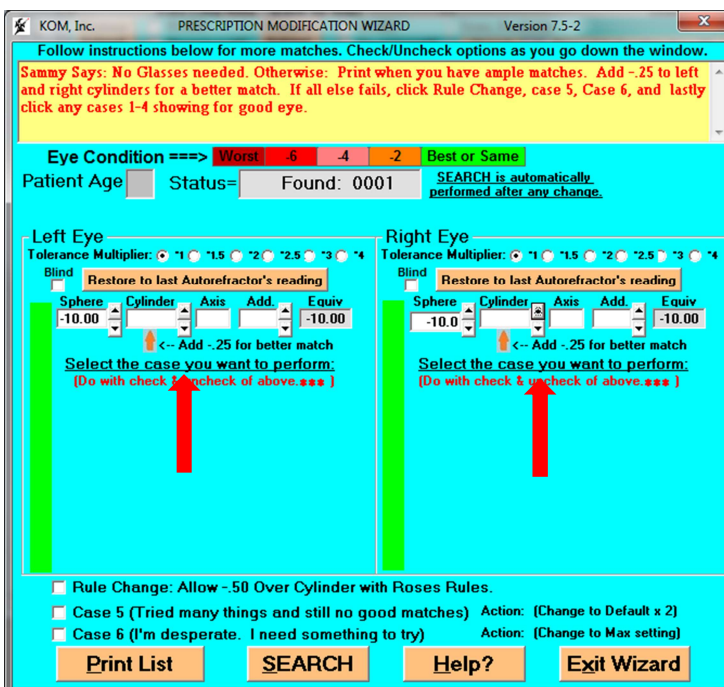 KOM, Inc. PRESCRIPTION MODIFICATION WIZARD Version 7.5-2
Follow instructions below for more matches. Check/Uncheck options as you go down the window.
Sammy Says: No Glasses needed. Otherwise: Print when you have ample matches. Add -.25 to left
and right cylinders for a better match. If all else fails, click Rule Change, case 5, Case 6, and lastly
click any cases 1-4 showing for good eye.
Eye Condition ===> Worst -6 -4 -2 Best or Same
Patient Age Status= Found: 0001 SEARCH is automatically
performed after any change.
Left Eye
Tolerance Multiplier: *1 *1.5 *2 *2.5 *3 *4
Blind
Restore to last Autorefractor's reading
Sphere Cylinder Axis Add. Equiv
-10.00 -10.00
<-- Add -.25 for better match
Select the case you want to perform:
(Do with check & uncheck of above.*** )
Right Eye
Tolerance Multiplier: *1 *1.5 *2 *2.5 *3 *4
Blind
Restore to last Autorefractor's reading
Sphere Cylinder Axis Add. Equiv
-10.0 -10.00
<-- Add -.25 for better match
Select the case you want to perform:
(Do with check & uncheck of above.*** )
Rule Change: Allow -.50 Over Cylinder with Roses Rules.
Case 5 (Tried many things and still no good matches) Action: (Change to Default x 2)
Case 6 (I'm desperate. I need something to try) Action: (Change to Max setting)
Print List SEARCH Help? Exit Wizard